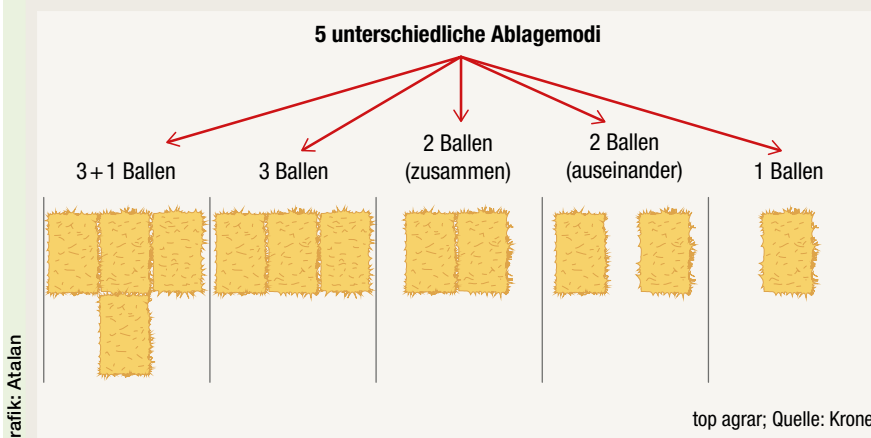 5 unterschiedliche Ablagemodi
3+1 Ballen
3 Ballen
2 Ballen
(zusammen)
2 Ballen
(auseinander)
1 Ballen
rafik: Atalan
top agrar; Quelle: Krone